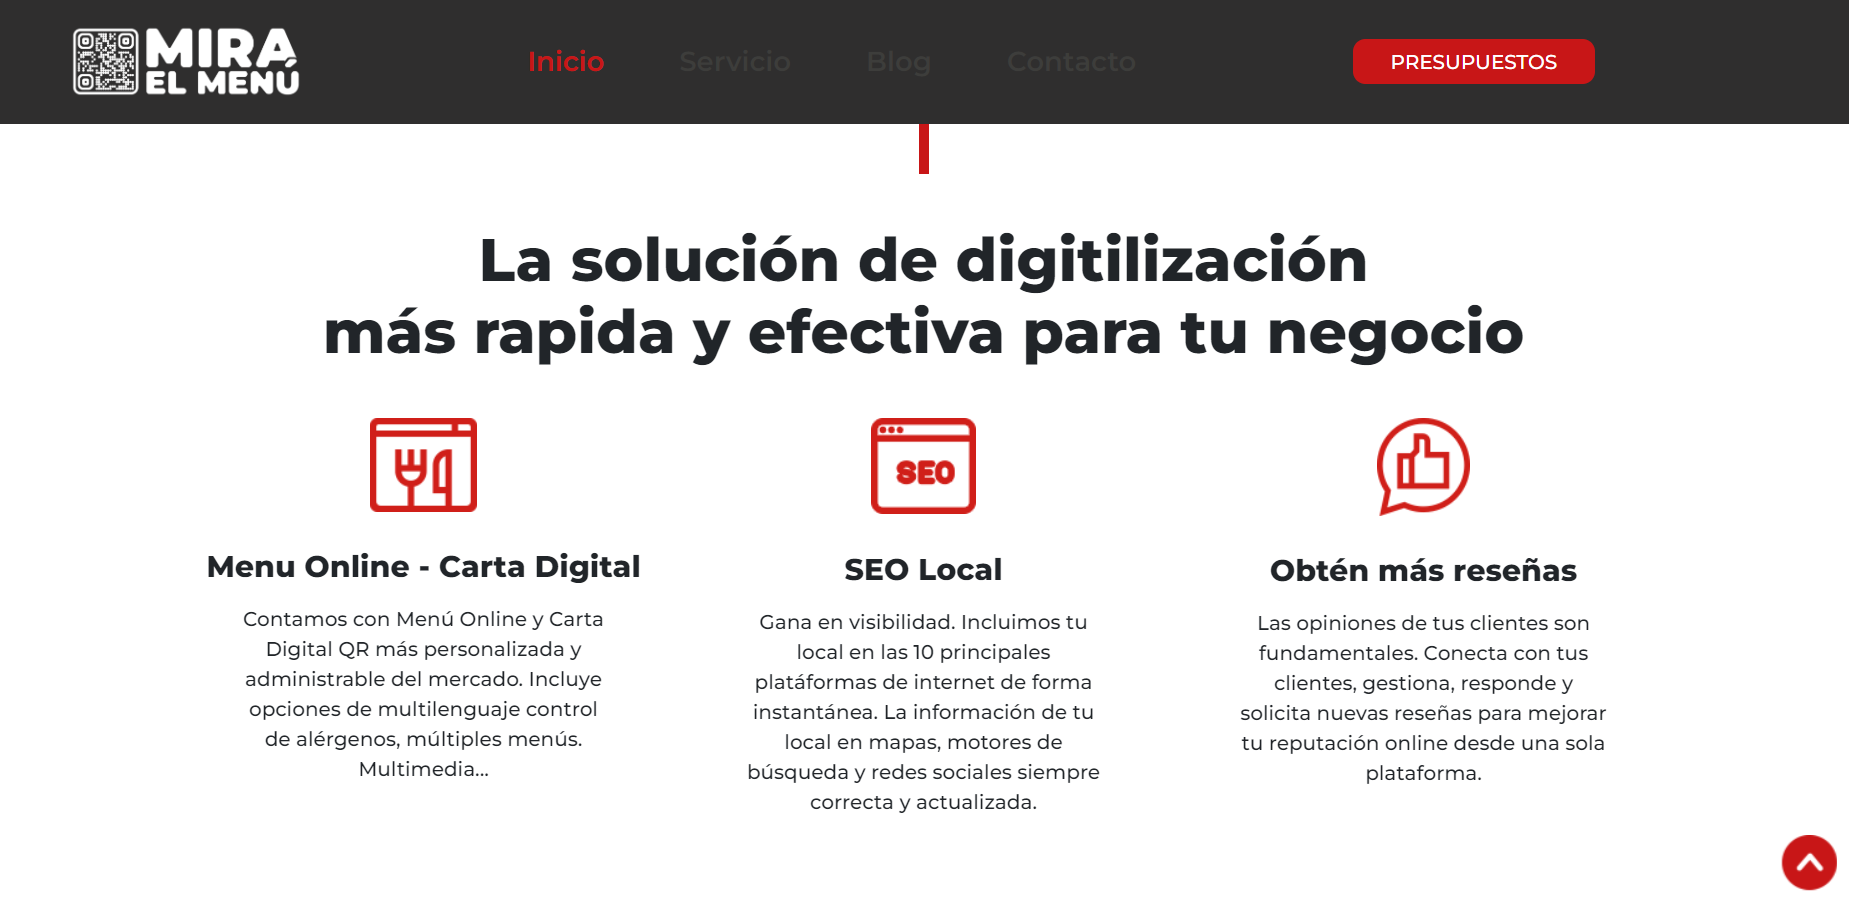 MIRÁ
EL MENÚ
Inicio
Servicio
Blog
Contacto
PRESUPUESTOS
La solución de digitilización
más rapida y efectiva para tu negocio
SEO
Menu Online - Carta Digital
Contamos con Menú Online y Carta
Digital QR más personalizada y
administrable del mercado. Incluye
opciones de multilenguaje control
de alérgenos, múltiples menús.
Multimedia...
SEO Local
Gana en visibilidad. Incluimos tu
local en las 10 principales
platáformas de internet de forma
instantánea. La información de tu
local en mapas, motores de
búsqueda y redes sociales siempre
correcta y actualizada.
Obtén más reseñas
Las opiniones de tus clientes son
fundamentales. Conecta con tus
clientes, gestiona, responde y
solicita nuevas reseñas para mejorar
tu reputación online desde una sola
plataforma.